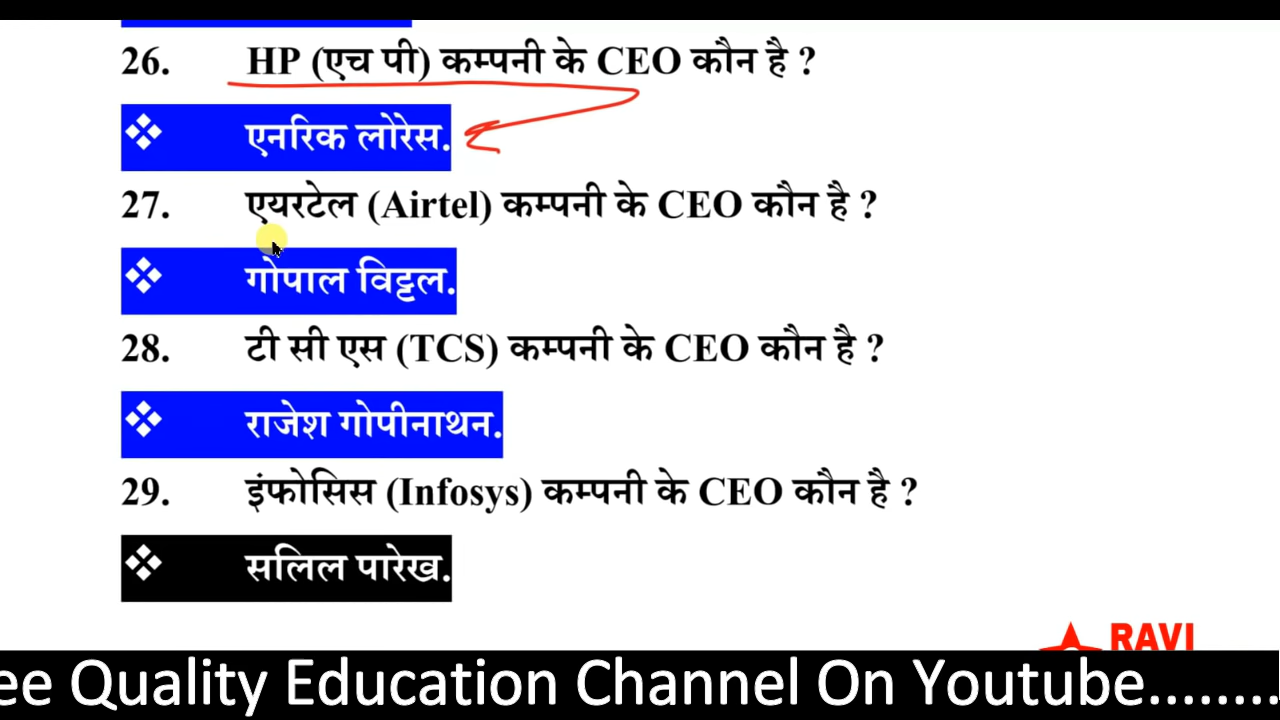 26. HP (एच पी) कम्पनी के CEO कौन है ?
❖ एनरिक लोरेस.
27. एयरटेल (Airtel) कम्पनी के CEO कौन है ?
❖ गोपाल विट्टल.
28. टी सी एस (TCS) कम्पनी के CEO कौन है ?
❖ राजेश गोपीनाथन.
29. इंफोसिस (Infosys) कम्पनी के CEO कौन है ?
❖ सलिल पारेख.
RAVI
ee Quality Education Channel On Youtube........